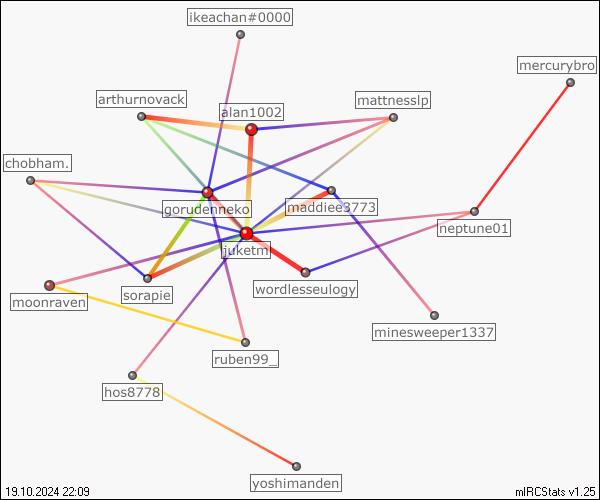 ikeachan#0000
mercurybro
arthurnovack
mattnesslp
alan1002
chobham.
gorudenneko
maddiee3773
neptune01
juketm
wordlesseulogy
sorapie
moonraven
minesweeper1337
ruben99_
hos8778
yoshimanden
19.10.2024 22:09
mIRCStats v1.25